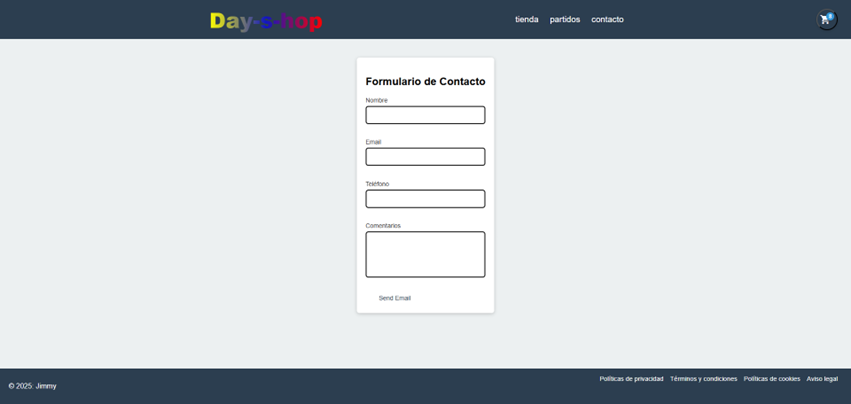 Day-s-hop
tienda partidos contacto
Formulario de Contacto
Nombre
Email
Teléfono
Comentarios
Send Email
© 2025: Jimmy
Políticas de privacidad Términos y condiciones Políticas de cookies Aviso legal